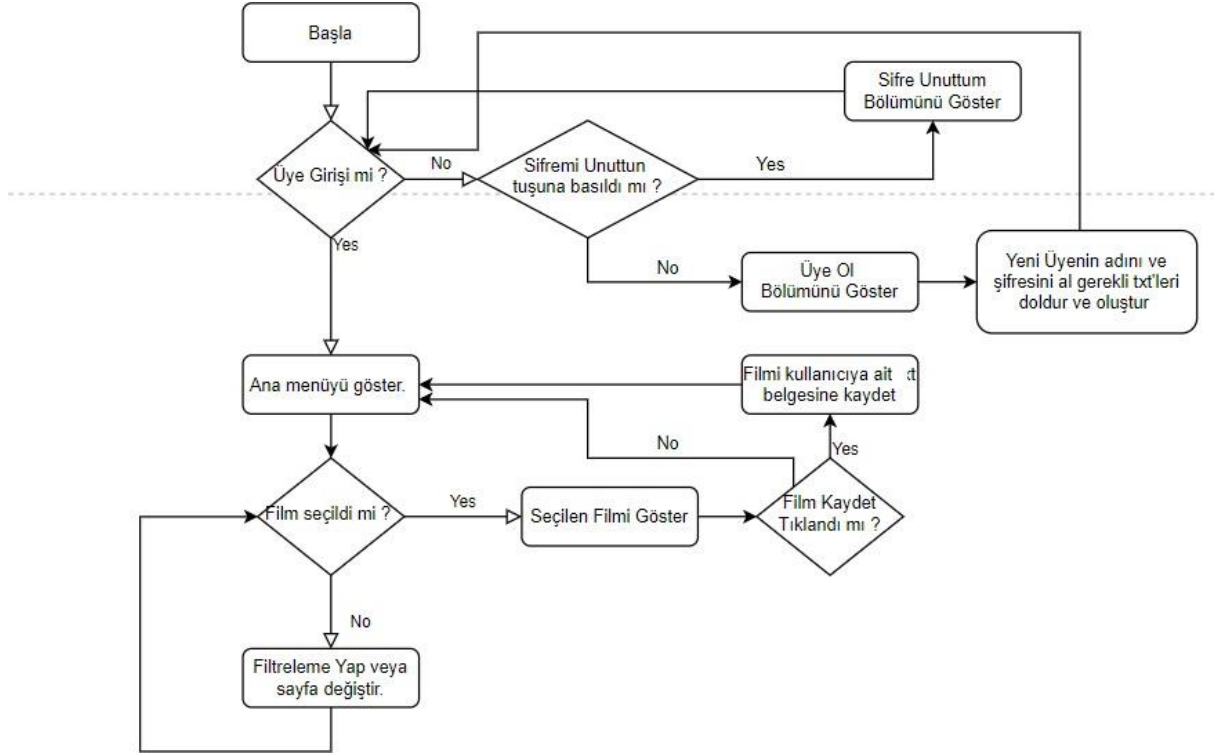 Başla
Sifre Unuttum
Bölümünü Göster
Üye Girişi mi ?
No
Sifremi Unuttun
tuşuna basıldı mı ?
Yes
Yes
No
Üye Ol
Bölümünü Göster
Yeni Üyenin adını ve
şifresini al gerekli txt'leri
doldur ve oluştur
Ana menüyü göster.
Filmi kullanıcıya ait
belgesine kaydet
No
Yes
Film seçildi mi ?
Yes
Seçilen Filmi Göster
Film Kaydet
Tıklandı mı ?
No
Filtreleme Yap veya
sayfa değiştir.